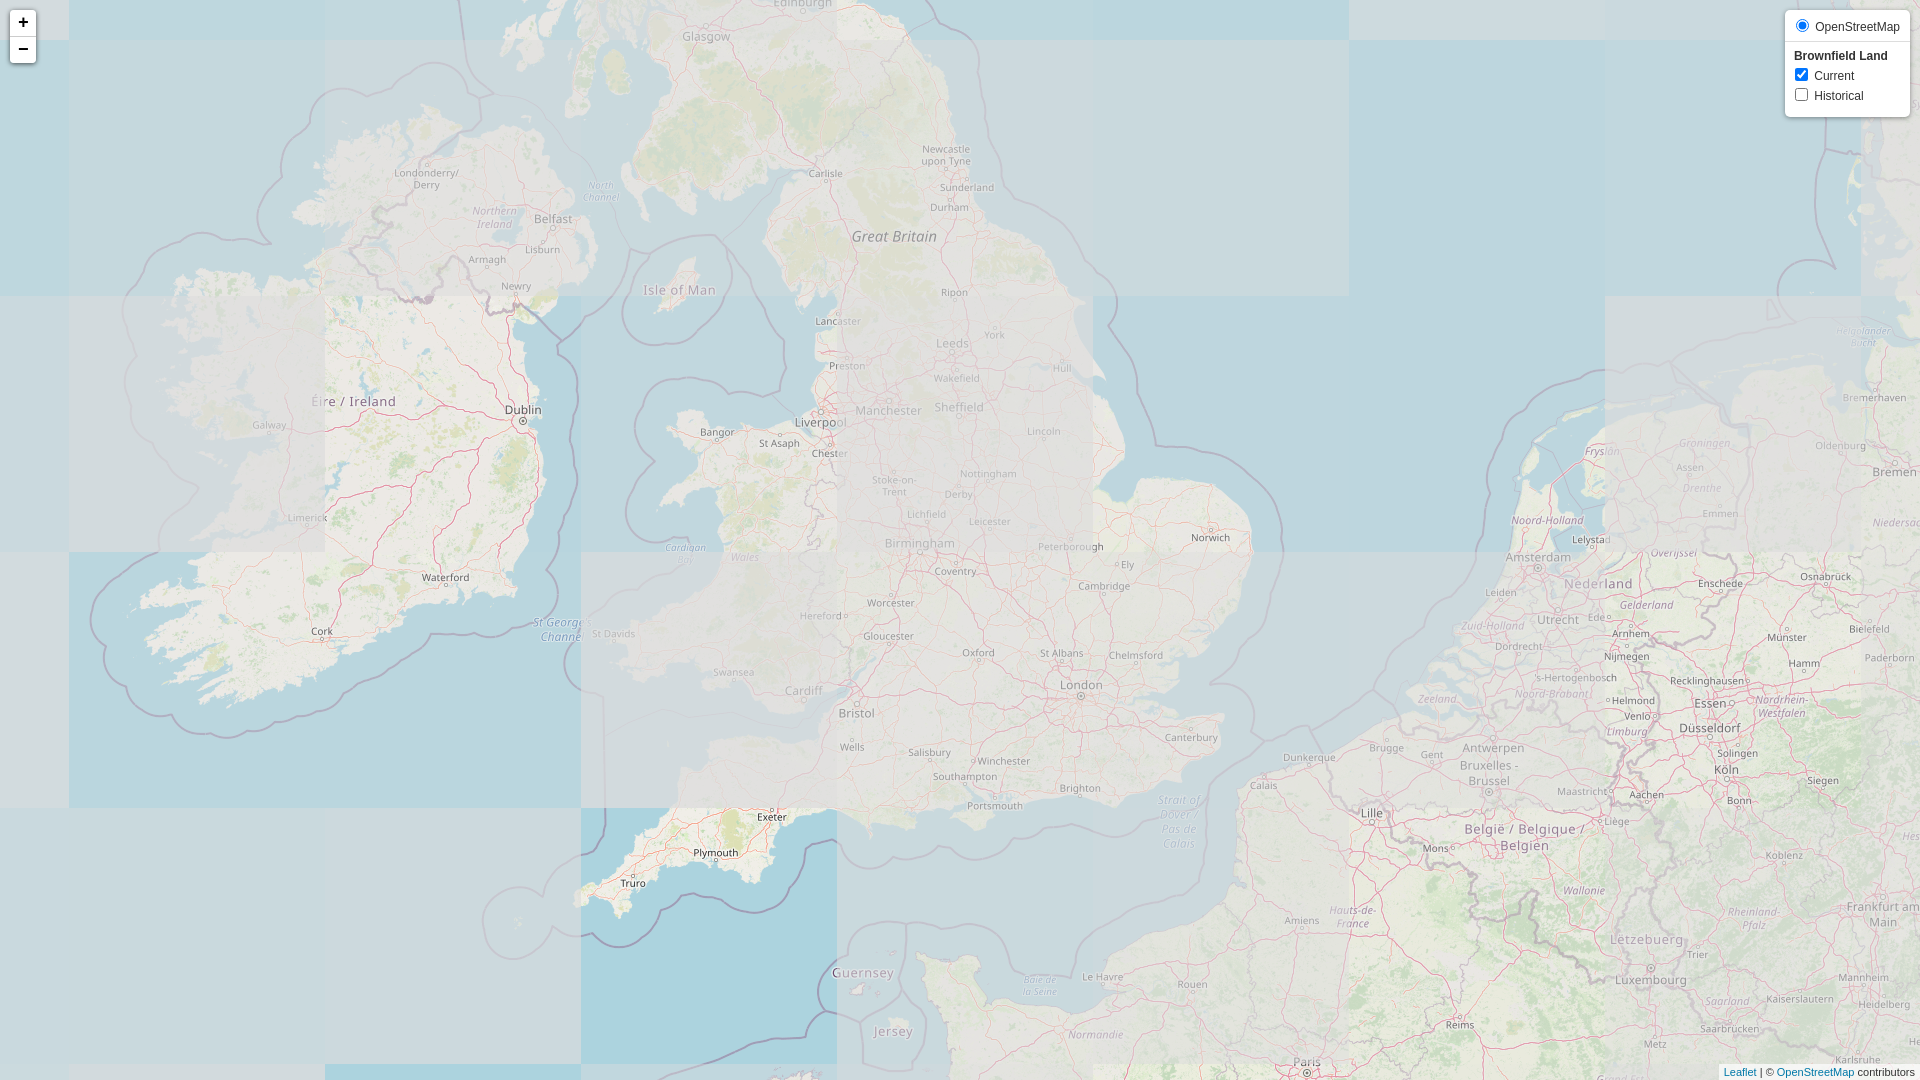 +
−
OpenStreetMap
Brownfield Land
Current
Historical
Edinburgh
Glasgow
Newcastle
upon Tyne
Londonderry/
Derry
Carlisle
North
Channel
Sunderland
Durham
Northern
Ireland
Belfast
Great Britain
Lisburn
Armagh
Newry
Isle of Man
Ripon
Lancaster
York
Helgoländer
Bucht
Leeds
Preston
Hull
Wakefield
Bremerhaven
Éire / Ireland
Dublin
Manchester
Sheffield
Liverpool
Galway
Bangor
Lincoln
St Asaph
Groningen
Oldenburg
Chester
Fryslân
Assen
Bremen
Stoke-on-
Trent
Nottingham
Derby
Drenthe
Lichfield
Emmen
Limerick
Leicester
Noord-Holland
Niedersac
Norwich
Lelystad
Birmingham
Peterborough
Cardigan
Bay
Wales
Amsterdam
Overijssel
Ely
Coventry
Waterford
Cambridge
Nederland
Enschede
Osnabrück
Leiden
Worcester
Gelderland
Hereford
St George's
Channel
Cork
St Davids
Gloucester
Zuid-Holland
Utrecht
Ede
Arnhem
Münster
Bielefeld
Dordrecht
Oxford
St Albans
Chelmsford
Nijmegen
Hamm
Paderborn
Swansea
's-Hertogenbosch
Recklinghausen
Cardiff
London
Zeeland
Noord-Brabant
Helmond
Essen
Nordrhein-
Westfalen
Bristol
Venlo
Düsseldorf
Limburg
Wells
Salisbury
Canterbury
Brugge
Gent
Antwerpen
Solingen
Winchester
Dunkerque
Bruxelles -
Brussel
Köln
Southampton
Brighton
Calais
Maastricht
Aachen
Siegen
Portsmouth
Strait of
Dover /
Pas de
Calais
Bonn
Exeter
Lille
Liège
België / Belgique /
Belgien
Plymouth
Mons
Koblenz
Truro
Wallonie
Hauts-de-
France
Amiens
Rheinland-
Pfalz
Frankfurt am
Main
Lëtzebuerg
Trier
Guernsey
Baie de
la Seine
Le Havre
Rouen
Luxembourg
Mannheim
Jersey
Saarland
Kaiserslautern
Heidelberg
Normandie
Reims
Saarbrücken
Metz
Paris
Karlsruhe
Grand Est
Leaflet | © OpenStreetMap contributors